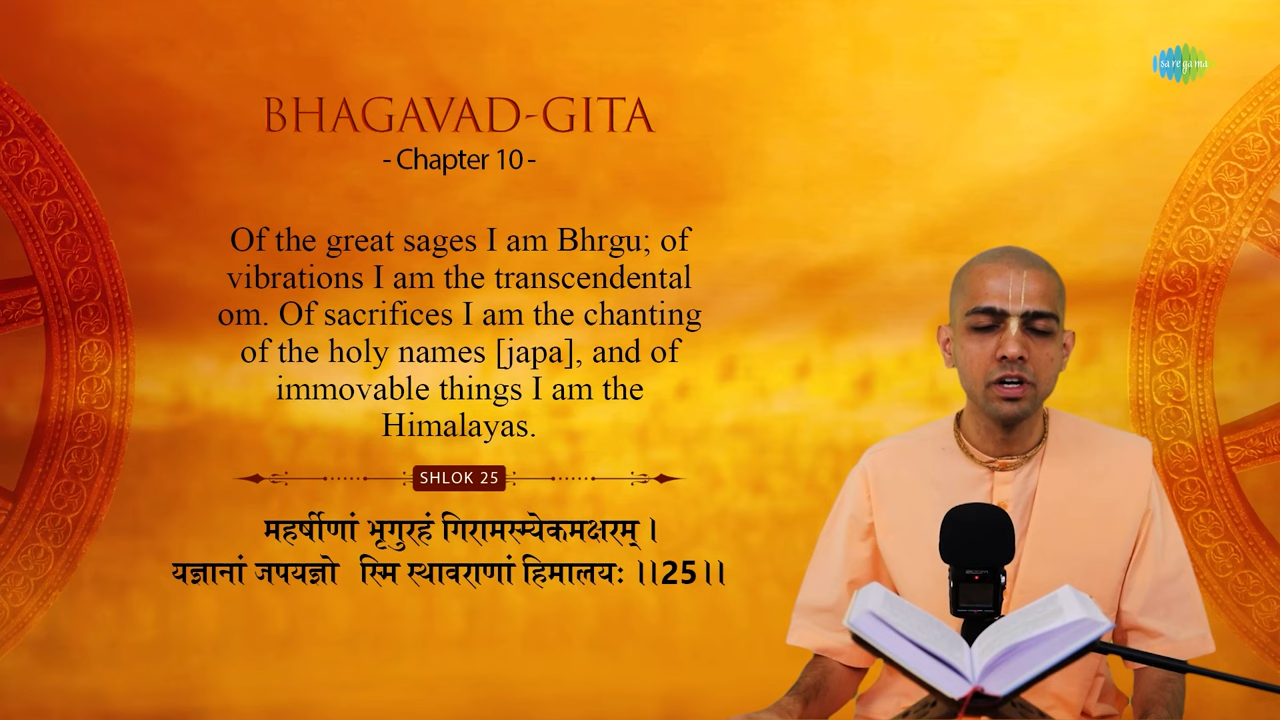 saregama
BHAGAVAD-GITA
- Chapter 10 -
Of the great sages I am Bhrgu; of
vibrations I am the transcendental
om. Of sacrifices I am the chanting
of the holy names [japa], and of
immovable things I am the
Himalayas.
SHLOK 25
महर्षीणां भृगुरहं गिरामस्म्येकमक्षरम् ।
यज्ञानां जपयज्ञो स्मि स्थावराणां हिमालयः ।।25।।